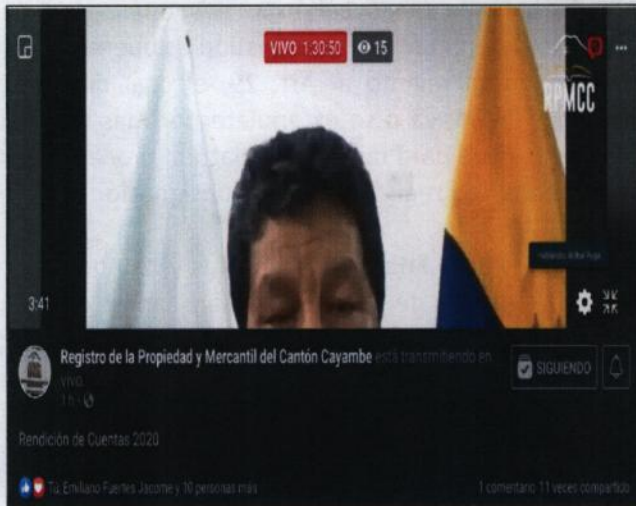 VIVO 1:30:50 15
RPMCC
3:41
Registro de la Propiedad y Mercantil del Cantón Cayambe está transmitiendo en
vivo.
1 h
SIGUIENDO
Rendición de Cuentas 2020
Tú, Emiliano Fuertes Jacome y 10 personas más
1 comentario 11 veces compartido